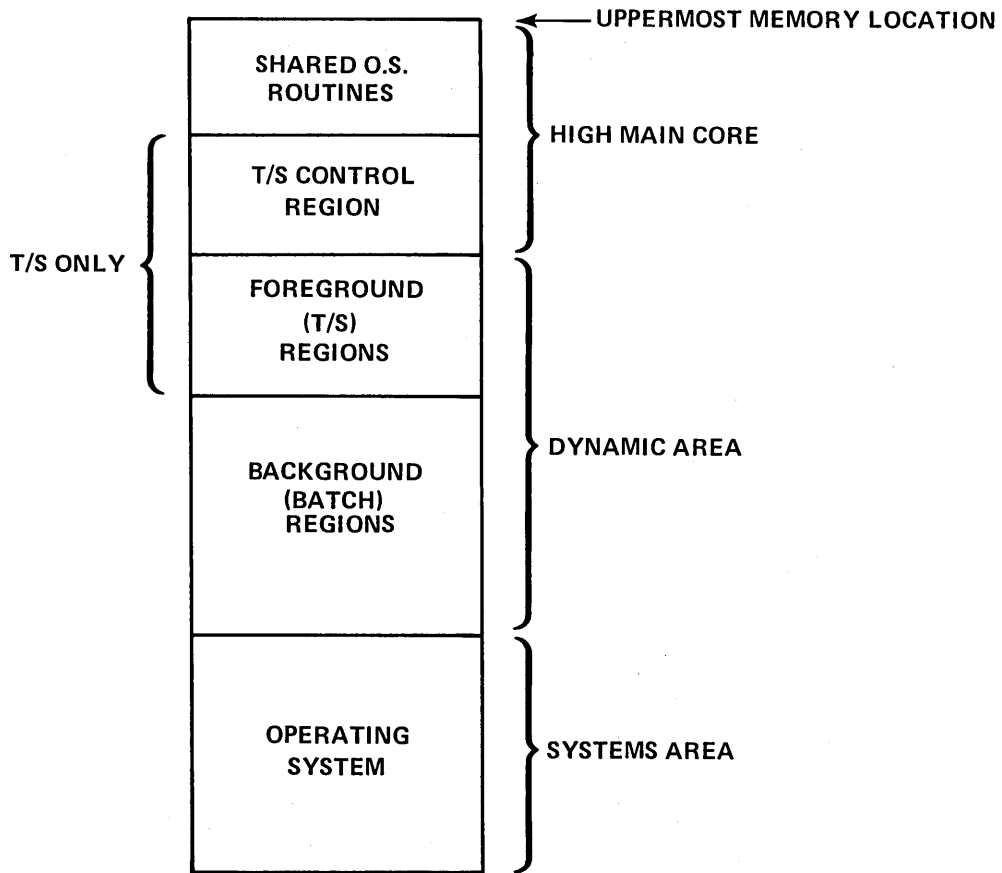 UPPERMOST MEMORY LOCATION
SHARED O.S.
ROUTINES
HIGH MAIN CORE
T/S CONTROL
REGION
T/S ONLY
FOREGROUND
(T/S)
REGIONS
DYNAMIC AREA
BACKGROUND
(BATCH)
REGIONS
OPERATING
SYSTEM
SYSTEMS AREA